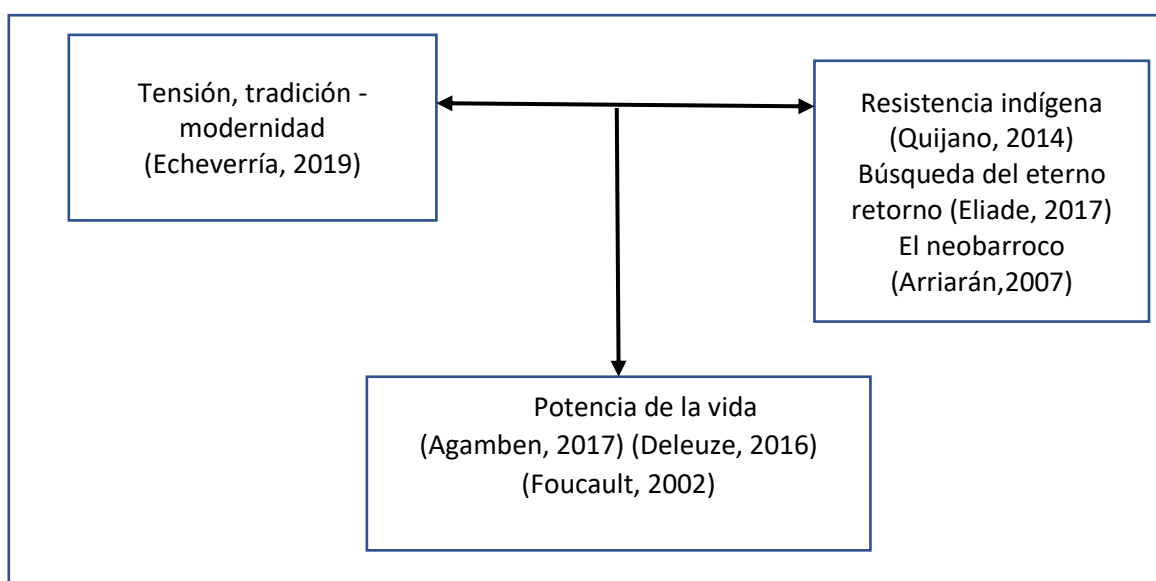 Tensión, tradición -
modernidad
(Echeverría, 2019)
Resistencia indígena
(Quijano, 2014)
Búsqueda del eterno
retorno (Eliade, 2017)
El neobarroco
(Arriarán,2007)
Potencia de la vida
(Agamben, 2017) (Deleuze, 2016)
(Foucault, 2002)